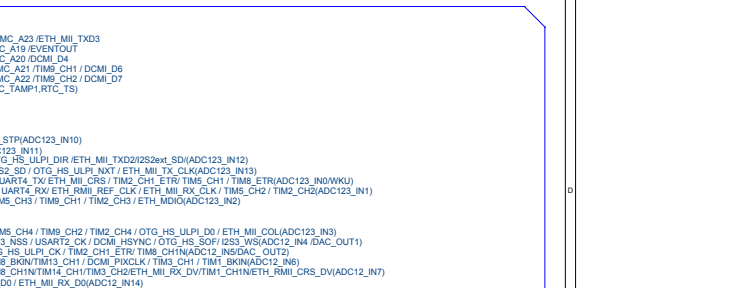 MC_A23 /ETH_MII_TXD3
C_A19 /EVENTOUT
C_A20 /DCMI_D4
MC_A21 /TIM9_CH1 / DCMI_D6
MC_A22 /TIM9_CH2 / DCMI_D7
C_TAMP1,RTC_TS)
_STP(ADC123_IN10)
C123_IN11)
TG_HS_ULPI_DIR /ETH_MII_TXD2/I2S2ext_SD/(ADC123_IN12)
S2_SD / OTG_HS_ULPI_NXT / ETH_MII_TX_CLK(ADC123_IN13)
UART4_TX/ ETH_MII_CRS / TIM2_CH1_ETR/ TIM5_CH1 / TIM8_ETR(ADC123_IN0/WKU)
UART4_RX/ ETH_RMII_REF_CLK / ETH_MII_RX_CLK / TIM5_CH2 / TIM2_CH2(ADC123_IN1)
M5_CH3 / TIM9_CH1 / TIM2_CH3 / ETH_MDIO(ADC123_IN2)
D
M5_CH4 / TIM9_CH2 / TIM2_CH4 / OTG_HS_ULPI_D0 / ETH_MII_COL(ADC123_IN3)
3_NSS / USART2_CK / DCMI_HSYNC / OTG_HS_SOF/ I2S3_WS(ADC12_IN4 /DAC_OUT1)
G_HS_ULPI_CK / TIM2_CH1_ETR/ TIM8_CH1N(ADC12_IN5/DAC_OUT2)
8_BKIN/TIM13_CH1 / DCMI_PIXCLK / TIM3_CH1 / TIM1_BKIN(ADC12_IN6)
8_CH1N/TIM14_CH1/TIM3_CH2/ETH_MII_RX_DV/TIM1_CH1N/ETH_RMII_CRS_DV(ADC12_IN7)
D0 / ETH_MII_RX_D0(ADC12_IN14)